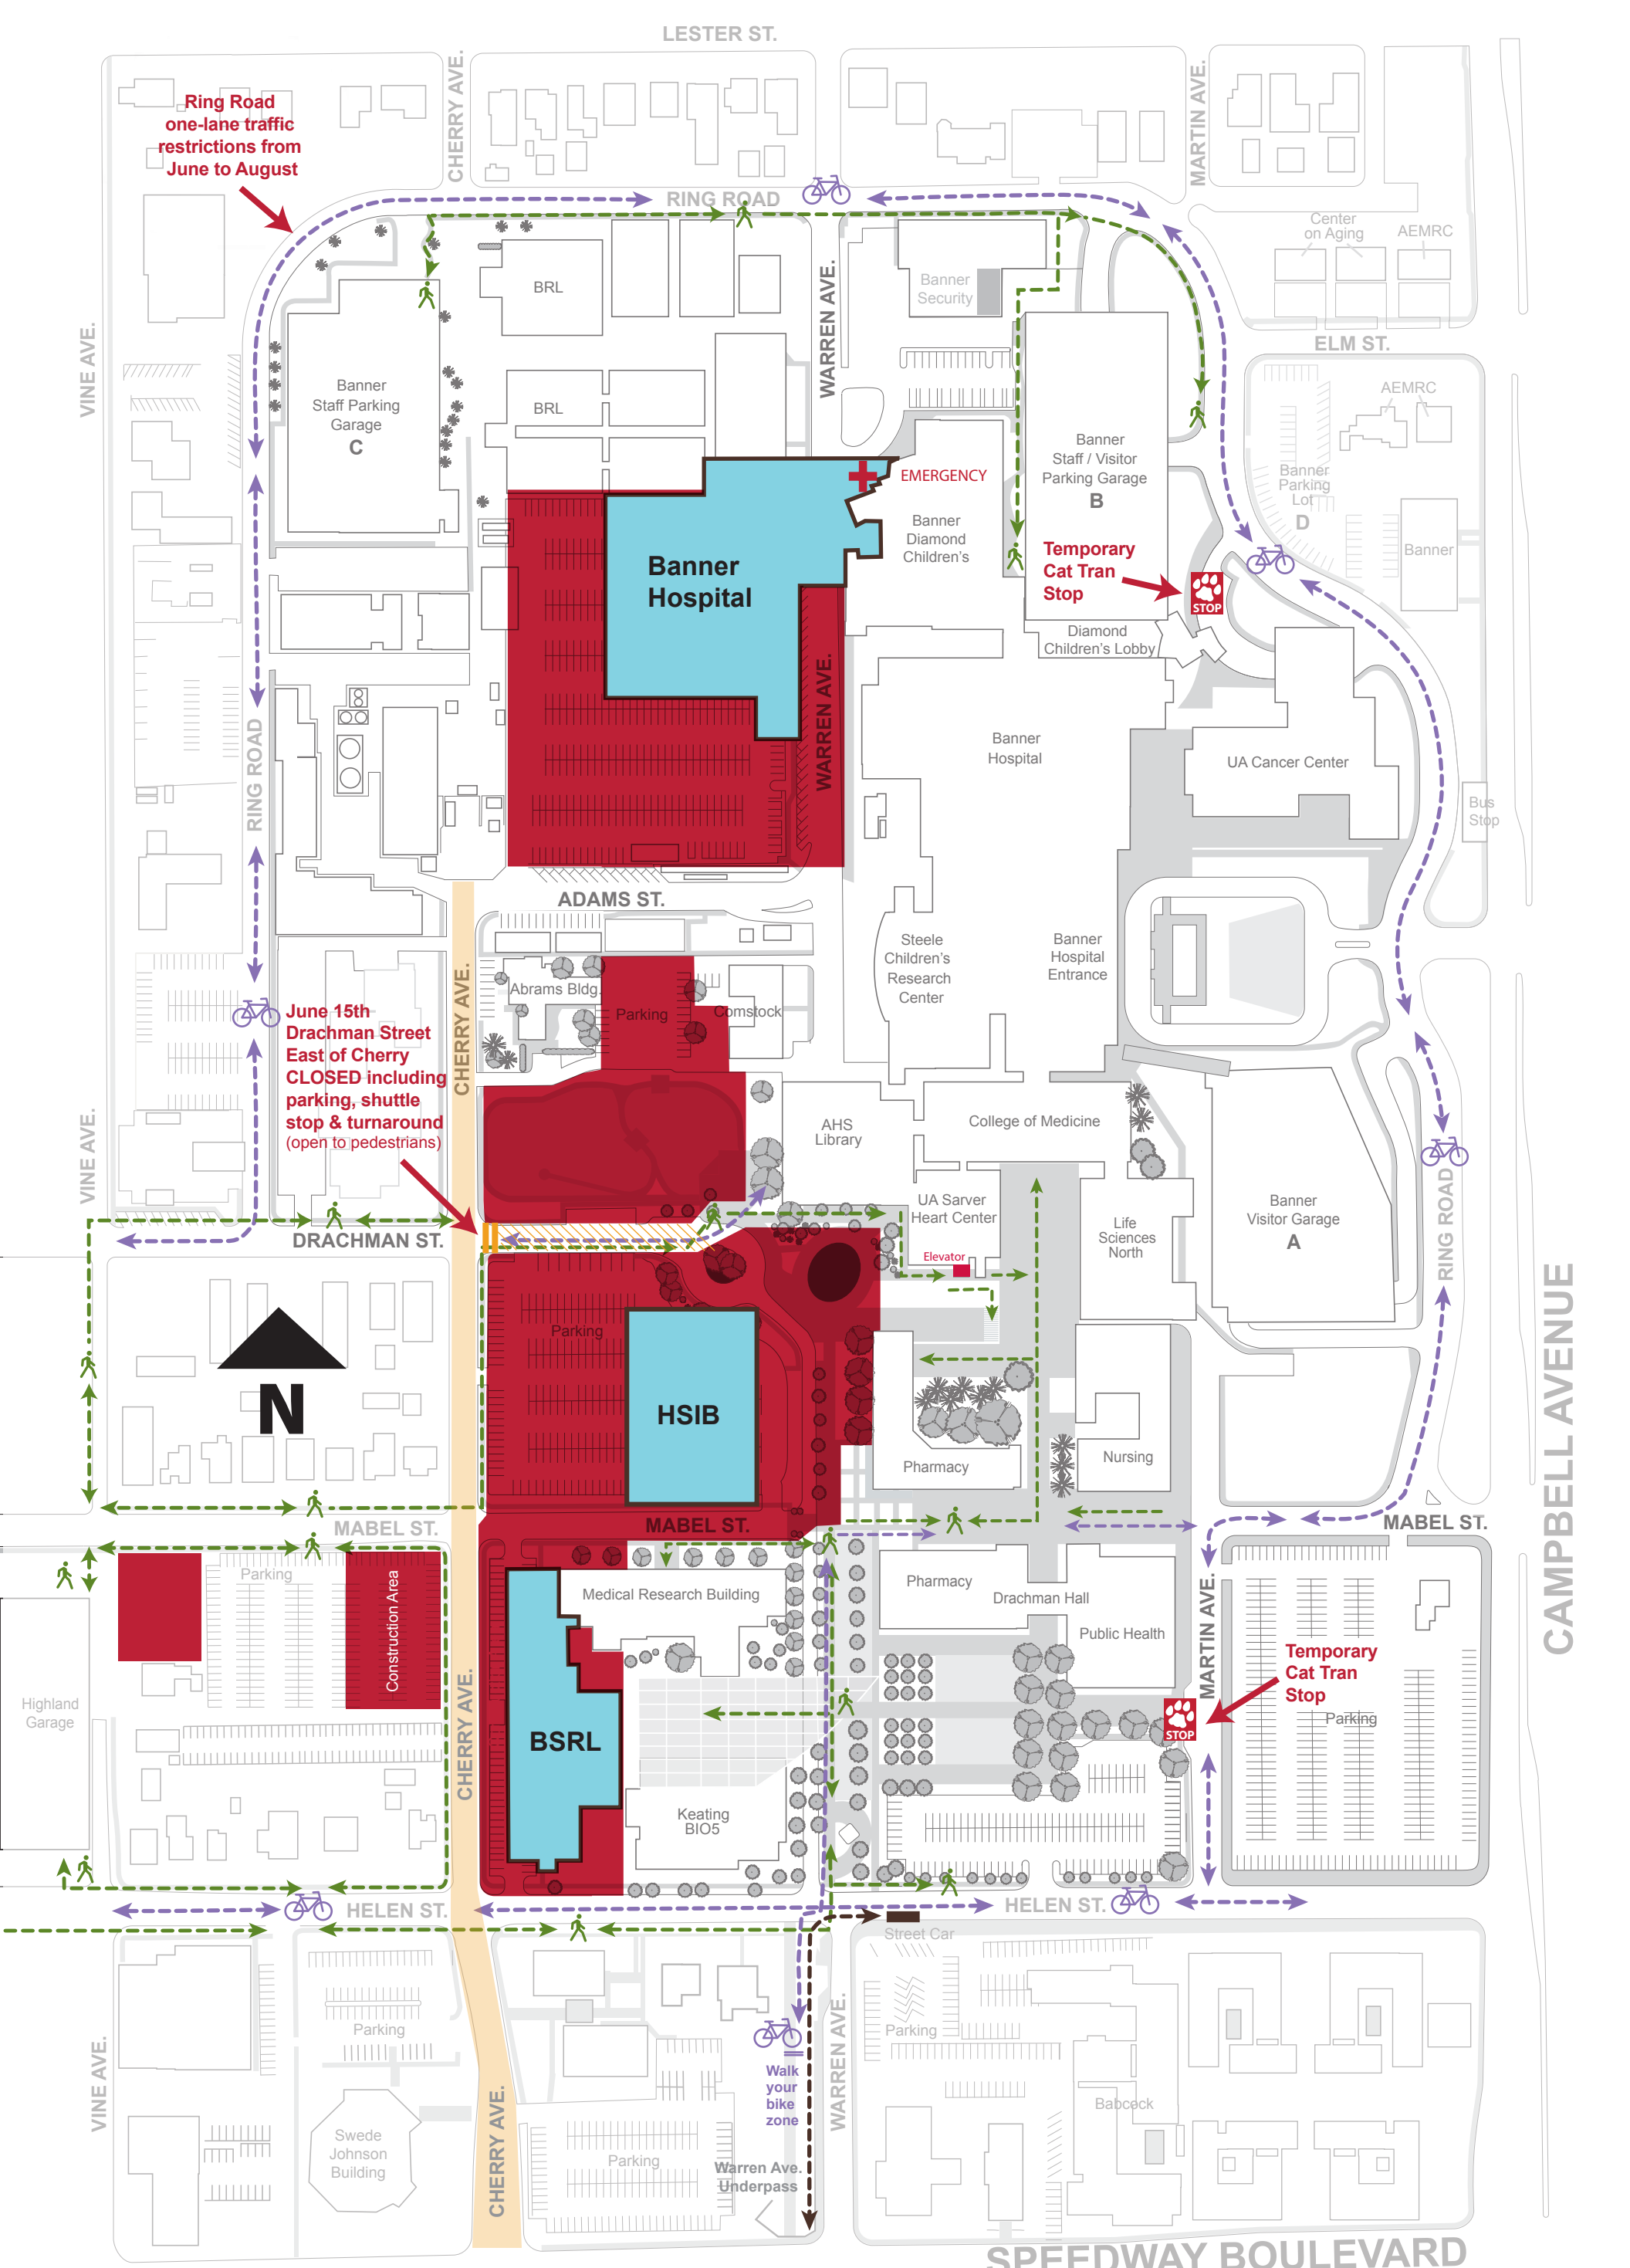 LESTER ST.
CHERRY AVE.
MARTIN AVE.
Ring Road
one-lane traffic
restrictions from
June to August
RING ROAD
Center
on Aging
AEMRC
BRL
Banner
Security
WARREN AVE.
VINE AVE.
ELM ST.
Banner
Staff Parking
Garage
C
BRL
AEMRC
Banner
Staff / Visitor
Parking Garage
B
EMERGENCY
Banner
Parking
Lot
D
Banner
Diamond
Children's
Banner
Banner
Hospital
Temporary
Cat Tran
Stop
STOP
Diamond
Children's Lobby
WARREN AVE.
RING ROAD
Banner
Hospital
UA Cancer Center
Bus
Stop
ADAMS ST.
CHERRY AVE.
Steele
Children's
Research
Center
Banner
Hospital
Entrance
Abrams Bldg.
Parking
Comstock
June 15th
Drachman Street
East of Cherry
CLOSED including
parking, shuttle
stop & turnaround
(open to pedestrians)
VINE AVE.
AHS
Library
College of Medicine
UA Sarver
Heart Center
Life
Sciences
North
Banner
Visitor Garage
A
RING ROAD
DRACHMAN ST.
Elevator
CAMPBELL AVENUE
N
Parking
HSIB
Pharmacy
Nursing
MABEL ST.
MABEL ST.
MABEL ST.
Parking
Construction Area
Medical Research Building
Pharmacy
Drachman Hall
Public Health
MARTIN AVE.
Temporary
Cat Tran
Stop
STOP
Parking
Highland
Garage
CHERRY AVE.
BSRL
Keating
BIO5
HELEN ST.
HELEN ST.
Street Car
Parking
Parking
VINE AVE.
WARREN AVE.
Walk
your
bike
zone
Babcock
CHERRY AVE.
Swede
Johnson
Building
Parking
Warren Ave.
Underpass
SPEEDWAY BOULEVARD